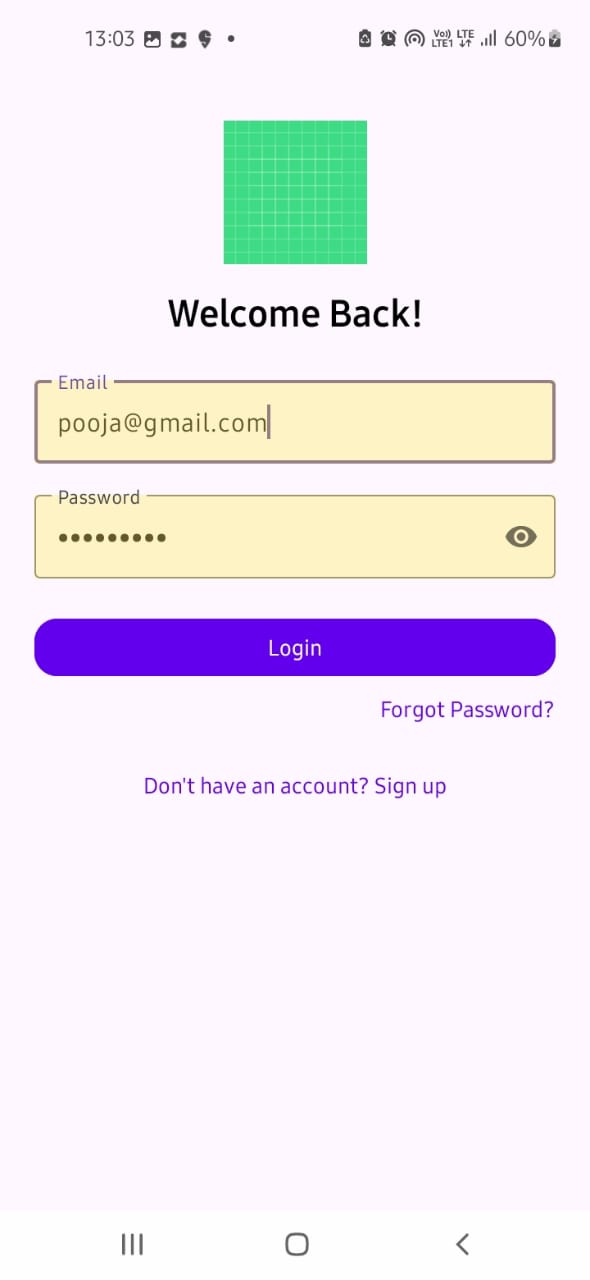 13:03 Vo)) LTE1 LTE 60%
Welcome Back!
Email
pooja@gmail.com
Password
•••••••••
Login
Forgot Password?
Don't have an account? Sign up